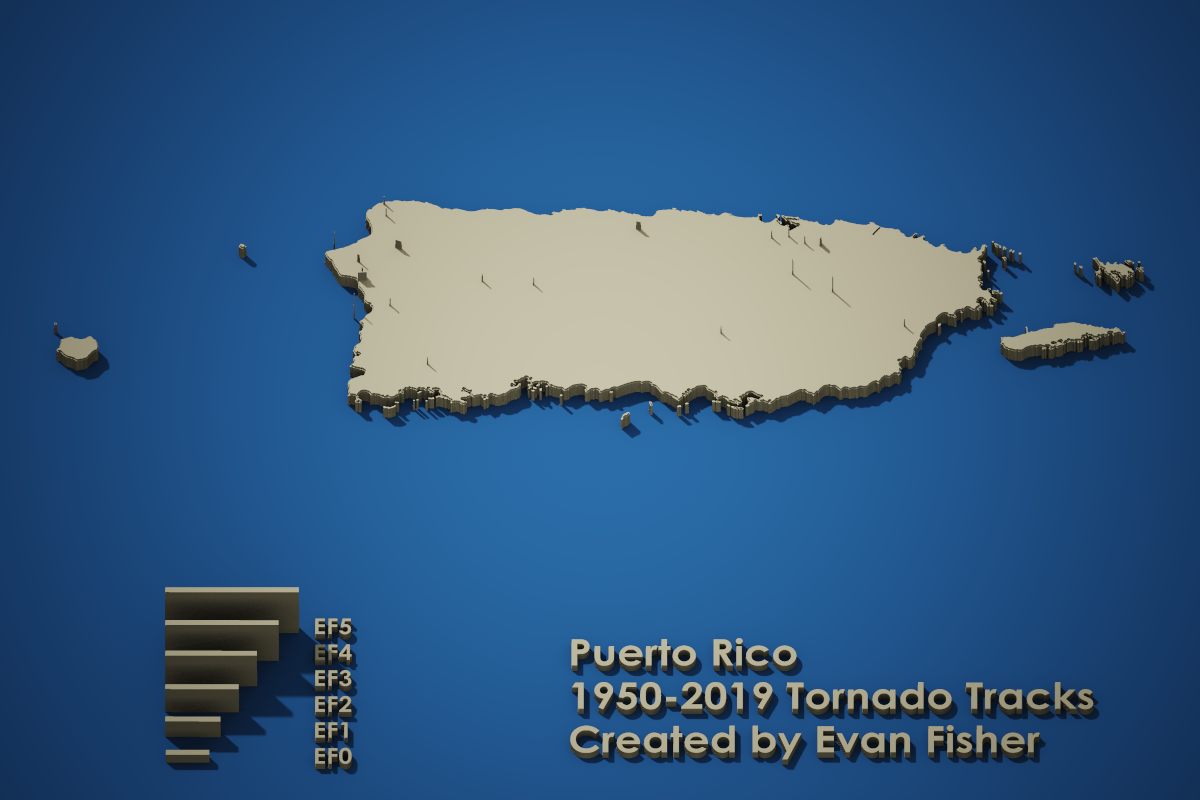 EF5
EF4
EF3
EF2
EF1
EF0
Puerto Rico
1950-2019 Tornado Tracks
Created by Evan Fisher